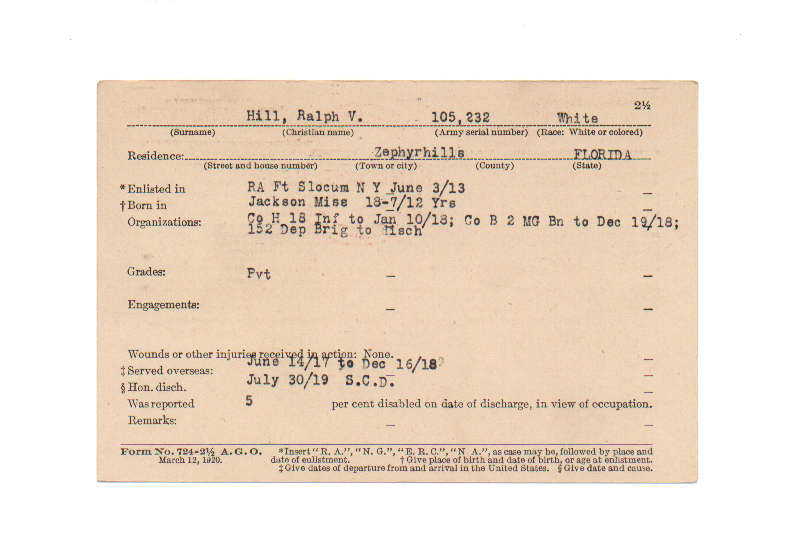 2½
Hill, Ralph V. 105,232 White
(Surname) (Christian name) (Army serial number) (Race: White or colored)
Residence: Zephyrhills FLORIDA
(Street and house number) (Town or city) (County) (State)
*Enlisted in RA Ft Slocum N Y June 3/13 —
†Born in Jackson Miss 18-7/12 Yrs —
Organizations: Co H 18 Inf to Jan 10/18; Co B 2 MG Bn to Dec 19/18;
152 Dep Brig to disch
Grades: Pvt — —
Engagements: — —
Wounds or other injuries received in action: None. —
‡Served overseas: June 14/17 to Dec 16/18 —
§Hon. disch. July 30/19 S.C.D. —
Was reported 5 per cent disabled on date of discharge, in view of occupation.
Remarks: — —
Form No. 724-2½ A. G. O. *Insert "R. A.", "N. G.", "E. R. C.", "N. A.", as case may be, followed by place and
March 12, 1920. date of enlistment. †Give place of birth and date of birth, or age at enlistment.
‡Give dates of departure from and arrival in the United States. §Give date and cause.